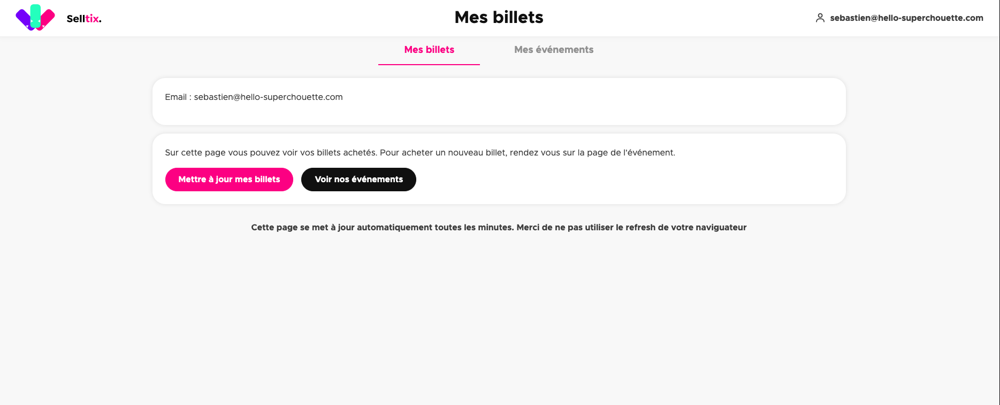 Selltix.
Mes billets
sebastien@hello-superchouette.com
Mes billets
Mes événements
Email : sebastien@hello-superchouette.com
Sur cette page vous pouvez voir vos billets achetés. Pour acheter un nouveau billet, rendez vous sur la page de l'événement.
Mettre à jour mes billets
Voir nos événements
Cette page se met à jour automatiquement toutes les minutes. Merci de ne pas utiliser le refresh de votre naviguateur